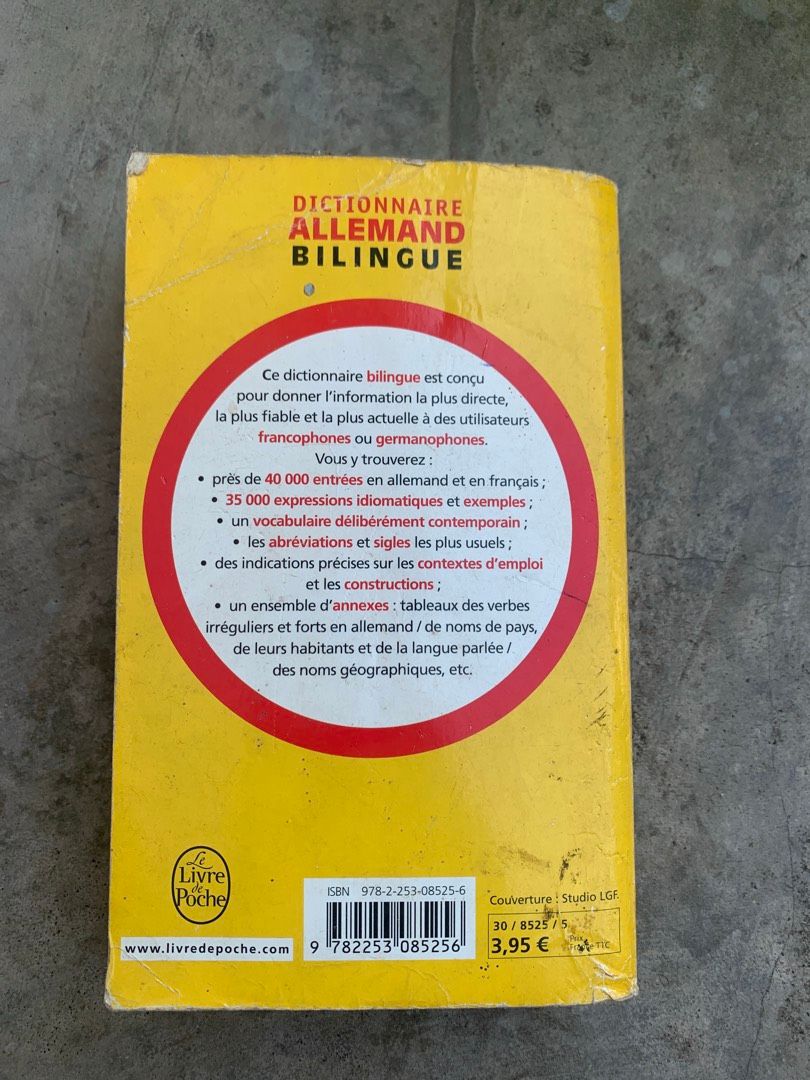 DICTIONNAIRE
ALLEMAND
BILINGUE
Ce dictionnaire bilingue est conçu
pour donner l'information la plus directe,
la plus fiable et la plus actuelle à des utilisateurs
francophones ou germanophones.
Vous y trouverez :
• près de 40 000 entrées en allemand et en français ;
• 35 000 expressions idiomatiques et exemples ;
• un vocabulaire délibérément contemporain ;
• les abréviations et sigles les plus usuels ;
• des indications précises sur les contextes d'emploi
et les constructions ;
• un ensemble d'annexes : tableaux des verbes
irréguliers et forts en allemand / de noms de pays,
de leurs habitants et de la langue parlée /
des noms géographiques, etc.
Le
Livre
de
Poche
www.livredepoche.com
ISBN 978-2-253-08525-6
9 782253 085256
Couverture : Studio LGF.
30 / 8525 / 5
3,95 € Prix
France TTC